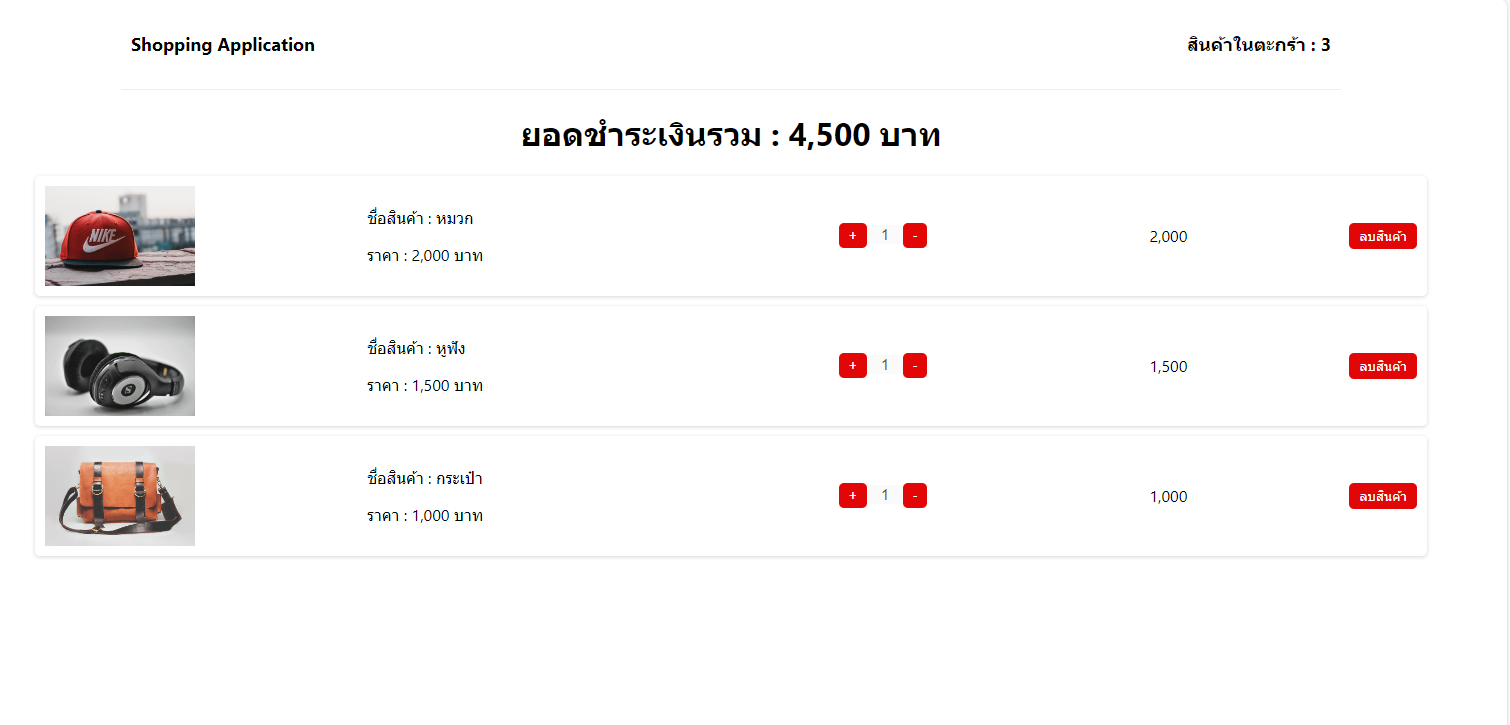 Shopping Application
สินค้าในตะกร้า : 3
ยอดชำระเงินรวม : 4,500 บาท
NIKE
ชื่อสินค้า : หมวก
ราคา : 2,000 บาท
+ 1 -
2,000
ลบสินค้า
ชื่อสินค้า : หูฟัง
ราคา : 1,500 บาท
+ 1 -
1,500
ลบสินค้า
ชื่อสินค้า : กระเป๋า
ราคา : 1,000 บาท
+ 1 -
1,000
ลบสินค้า